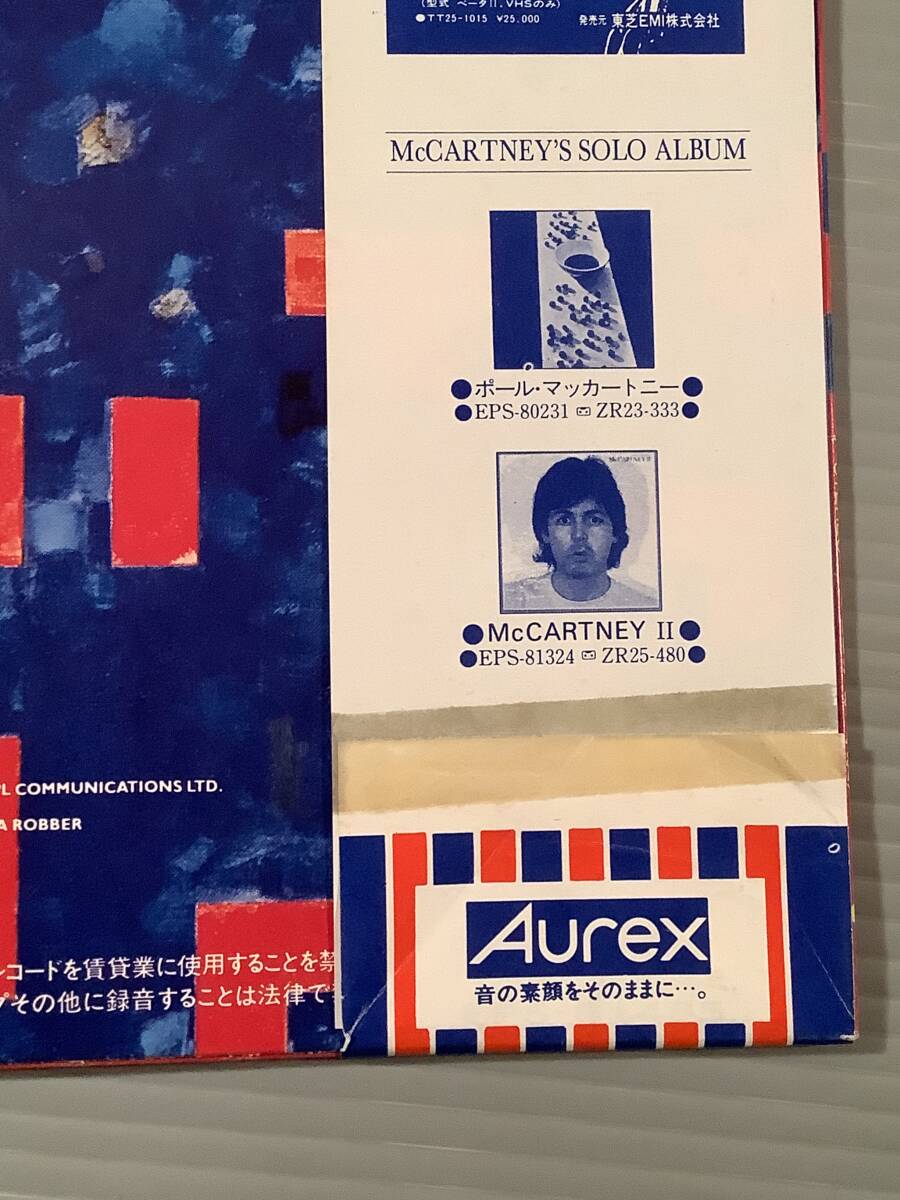 (型式 ベータII.VHSのみ)
●TT25-1015 ¥25.000
発売元 東芝EMI株式会社
McCARTNEY'S SOLO ALBUM
●ポール・マッカートニー●
●EPS-80231 ZR23-333●
McCARTNEY II
●McCARTNEY II●
●EPS-81324 ZR25-480●
PL COMMUNICATIONS LTD.
A ROBBER
コードを賃貸業に使用することを禁
プその他に録音することは法律で
Aurex
音の素顔をそのままに…。